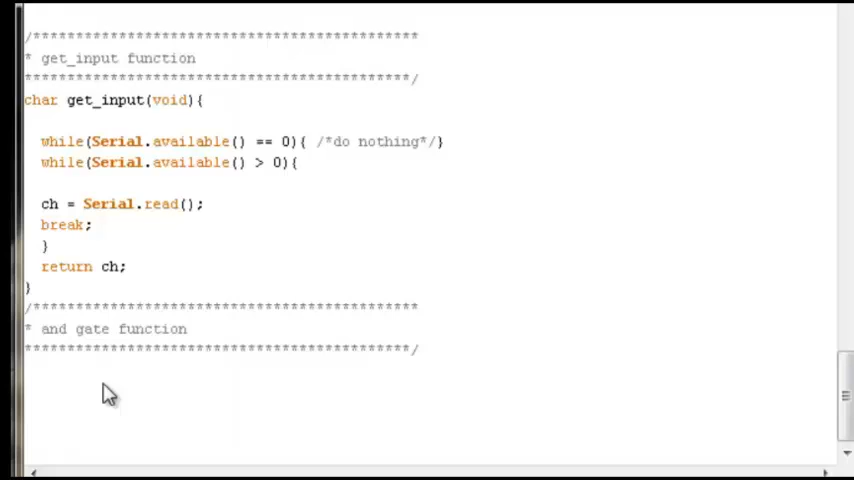 /*********************************************
* get_input function
*********************************************/
char get_input(void){
while(Serial.available() == 0){ /*do nothing*/}
while(Serial.available() > 0){
ch = Serial.read();
break;
}
return ch;
}
/*********************************************
* and gate function
*********************************************/